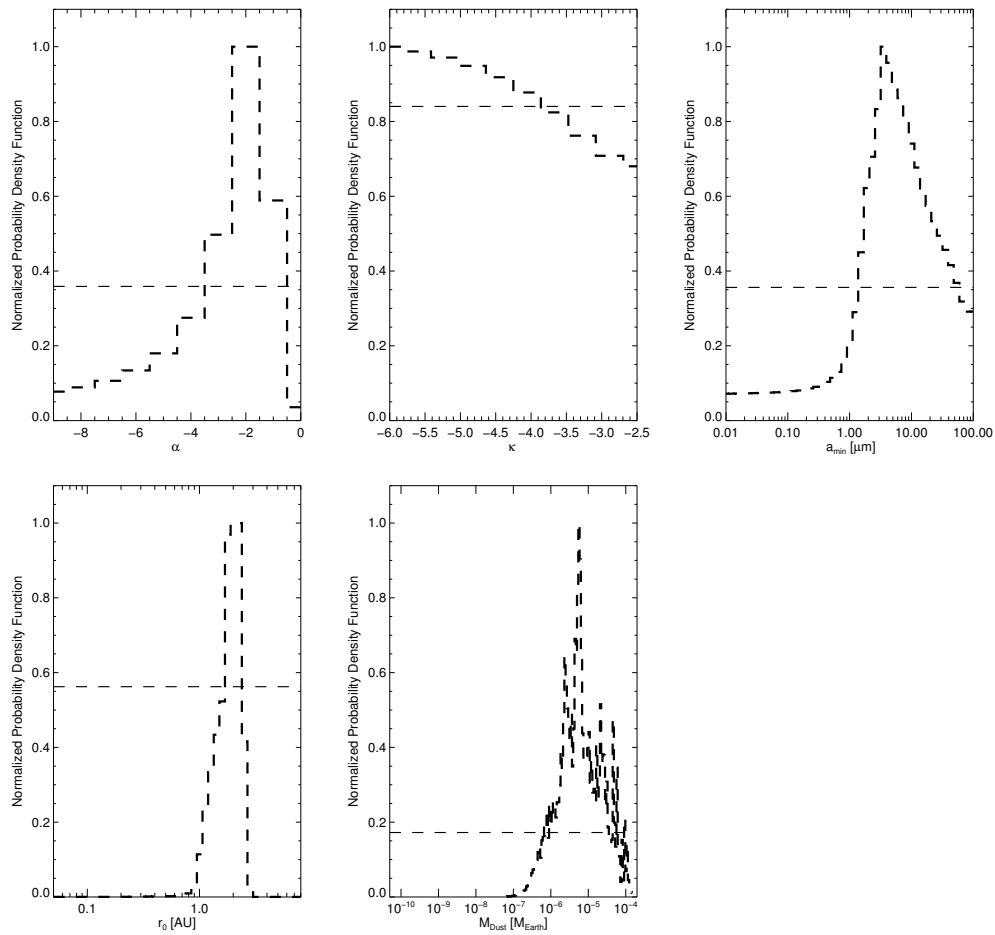 Normalized Probability Density Function
1.0
0.8
0.6
0.4
0.2
0.0
-8 -6 -4 -2 0
α
Normalized Probability Density Function
1.0
0.8
0.6
0.4
0.2
0.0
-6.0 -5.5 -5.0 -4.5 -4.0 -3.5 -3.0 -2.5
κ
Normalized Probability Density Function
1.0
0.8
0.6
0.4
0.2
0.0
0.01 0.10 1.00 10.00 100.00
a_min [μm]
Normalized Probability Density Function
1.0
0.8
0.6
0.4
0.2
0.0
0.1 1.0
r_0 [AU]
Normalized Probability Density Function
1.0
0.8
0.6
0.4
0.2
0.0
10^-10 10^-9 10^-8 10^-7 10^-6 10^-5 10^-4
M_Dust [M_Earth]